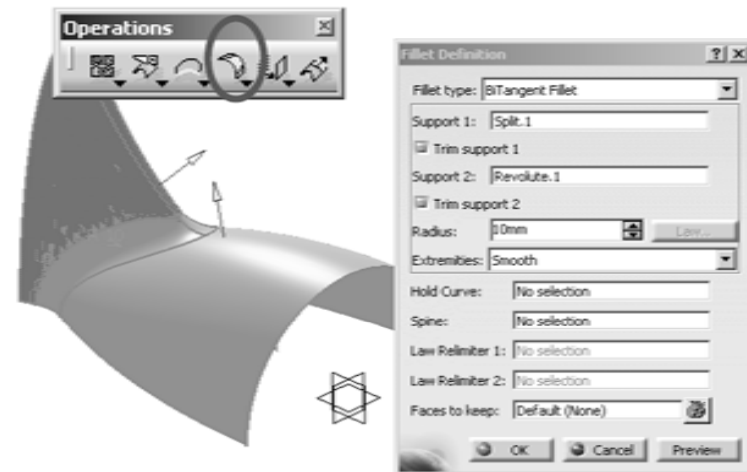 Operations
Fillet Definition
Fillet type: BiTangent Fillet
Support 1: Split.1
Trim support 1
Support 2: Revolute.1
Trim support 2
Radius: 10mm Law...
Extremities: Smooth
Hold Curve: No selection
Spine: No selection
Law Relimiter 1: No selection
Law Relimiter 2: No selection
Faces to keep: Default (None)
OK Cancel Preview